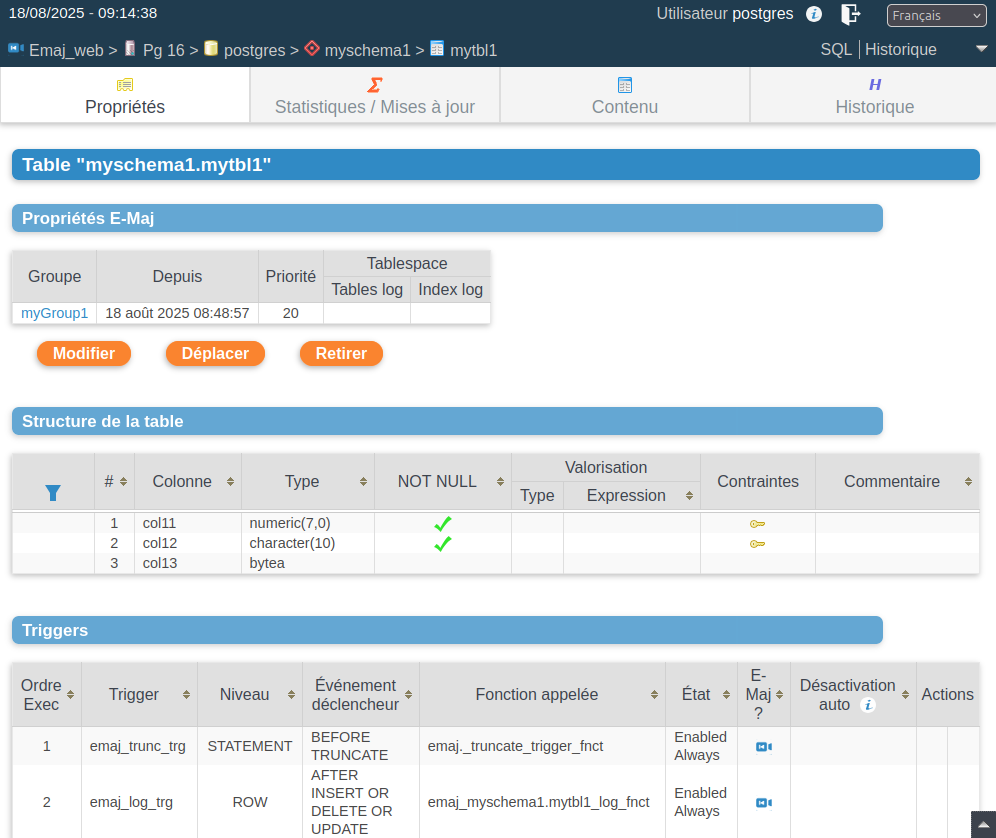 18/08/2025 - 09:14:38
Utilisateur postgres
Français
Emaj_web > Pg 16 > postgres > myschema1 > mytbl1
SQL | Historique
Propriétés
Statistiques / Mises à jour
Contenu
Historique
Table "myschema1.mytbl1"
Propriétés E-Maj
Groupe Depuis Priorité Tablespace
Tables log Index log
myGroup1 18 août 2025 08:48:57 20
Modifier Déplacer Retirer
Structure de la table
# Colonne Type NOT NULL Valorisation Contraintes Commentaire
Type Expression
1 col11 numeric(7,0)
2 col12 character(10)
3 col13 bytea
Triggers
Ordre Exec Trigger Niveau Événement déclencheur Fonction appelée État E-Maj ? Désactivation auto Actions
1 emaj_trunc_trg STATEMENT BEFORE TRUNCATE emaj._truncate_trigger_fnct Enabled Always
2 emaj_log_trg ROW AFTER INSERT OR DELETE OR UPDATE emaj_myschema1.mytbl1_log_fnct Enabled Always